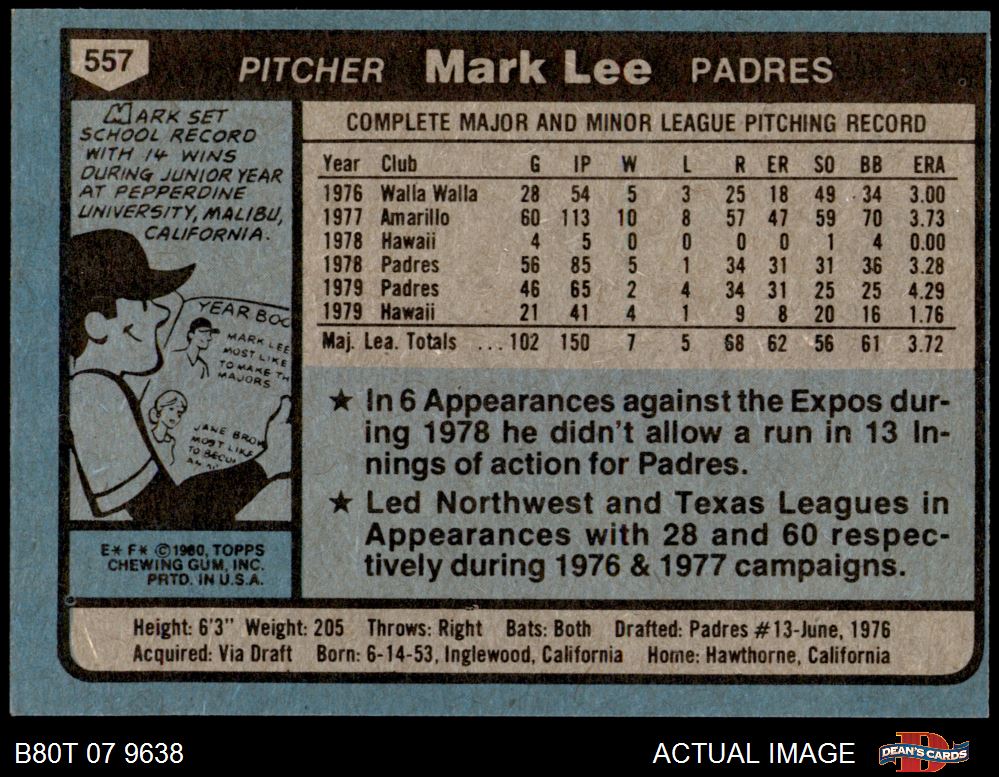 557 PITCHER Mark Lee PADRES
MARK SET
SCHOOL RECORD
WITH 14 WINS
DURING JUNIOR YEAR
AT PEPPERDINE
UNIVERSITY, MALIBU,
CALIFORNIA.
YEAR BOO
MARK LEE
MOST LIKE
TO MAKE TH
MAJORS
JANE BROW
MOST LIKE
TO BECOM
E* F* © 1980, TOPPS
CHEWING GUM, INC.
PRTD. IN U.S.A.
COMPLETE MAJOR AND MINOR LEAGUE PITCHING RECORD
Year Club G IP W L R ER SO BB ERA
1976 Walla Walla 28 54 5 3 25 18 49 34 3.00
1977 Amarillo 60 113 10 8 57 47 59 70 3.73
1978 Hawaii 4 5 0 0 0 0 1 4 0.00
1978 Padres 56 85 5 1 34 31 31 36 3.28
1979 Padres 46 65 2 4 34 31 25 25 4.29
1979 Hawaii 21 41 4 1 9 8 20 16 1.76
Maj. Lea. Totals ... 102 150 7 5 68 62 56 61 3.72
★ In 6 Appearances against the Expos dur-
ing 1978 he didn't allow a run in 13 In-
nings of action for Padres.
★ Led Northwest and Texas Leagues in
Appearances with 28 and 60 respec-
tively during 1976 & 1977 campaigns.
Height: 6'3" Weight: 205 Throws: Right Bats: Both Drafted: Padres #13-June, 1976
Acquired: Via Draft Born: 6-14-53, Inglewood, California Home: Hawthorne, California
B80T 07 9638 ACTUAL IMAGE DEAN'S CARDS